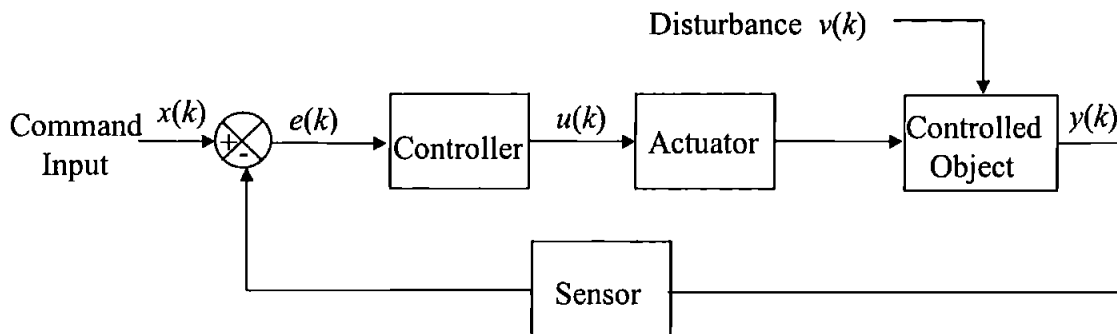 Disturbance v(k)
Command
Input
x(k)
+
-
e(k)
Controller
u(k)
Actuator
Controlled
Object
y(k)
Sensor